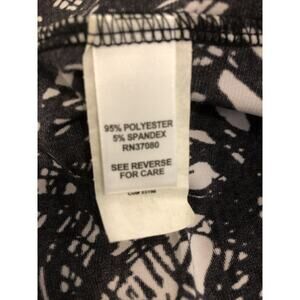 95% POLYESTER
5% SPANDEX
RN37080
SEE REVERSE
FOR CARE